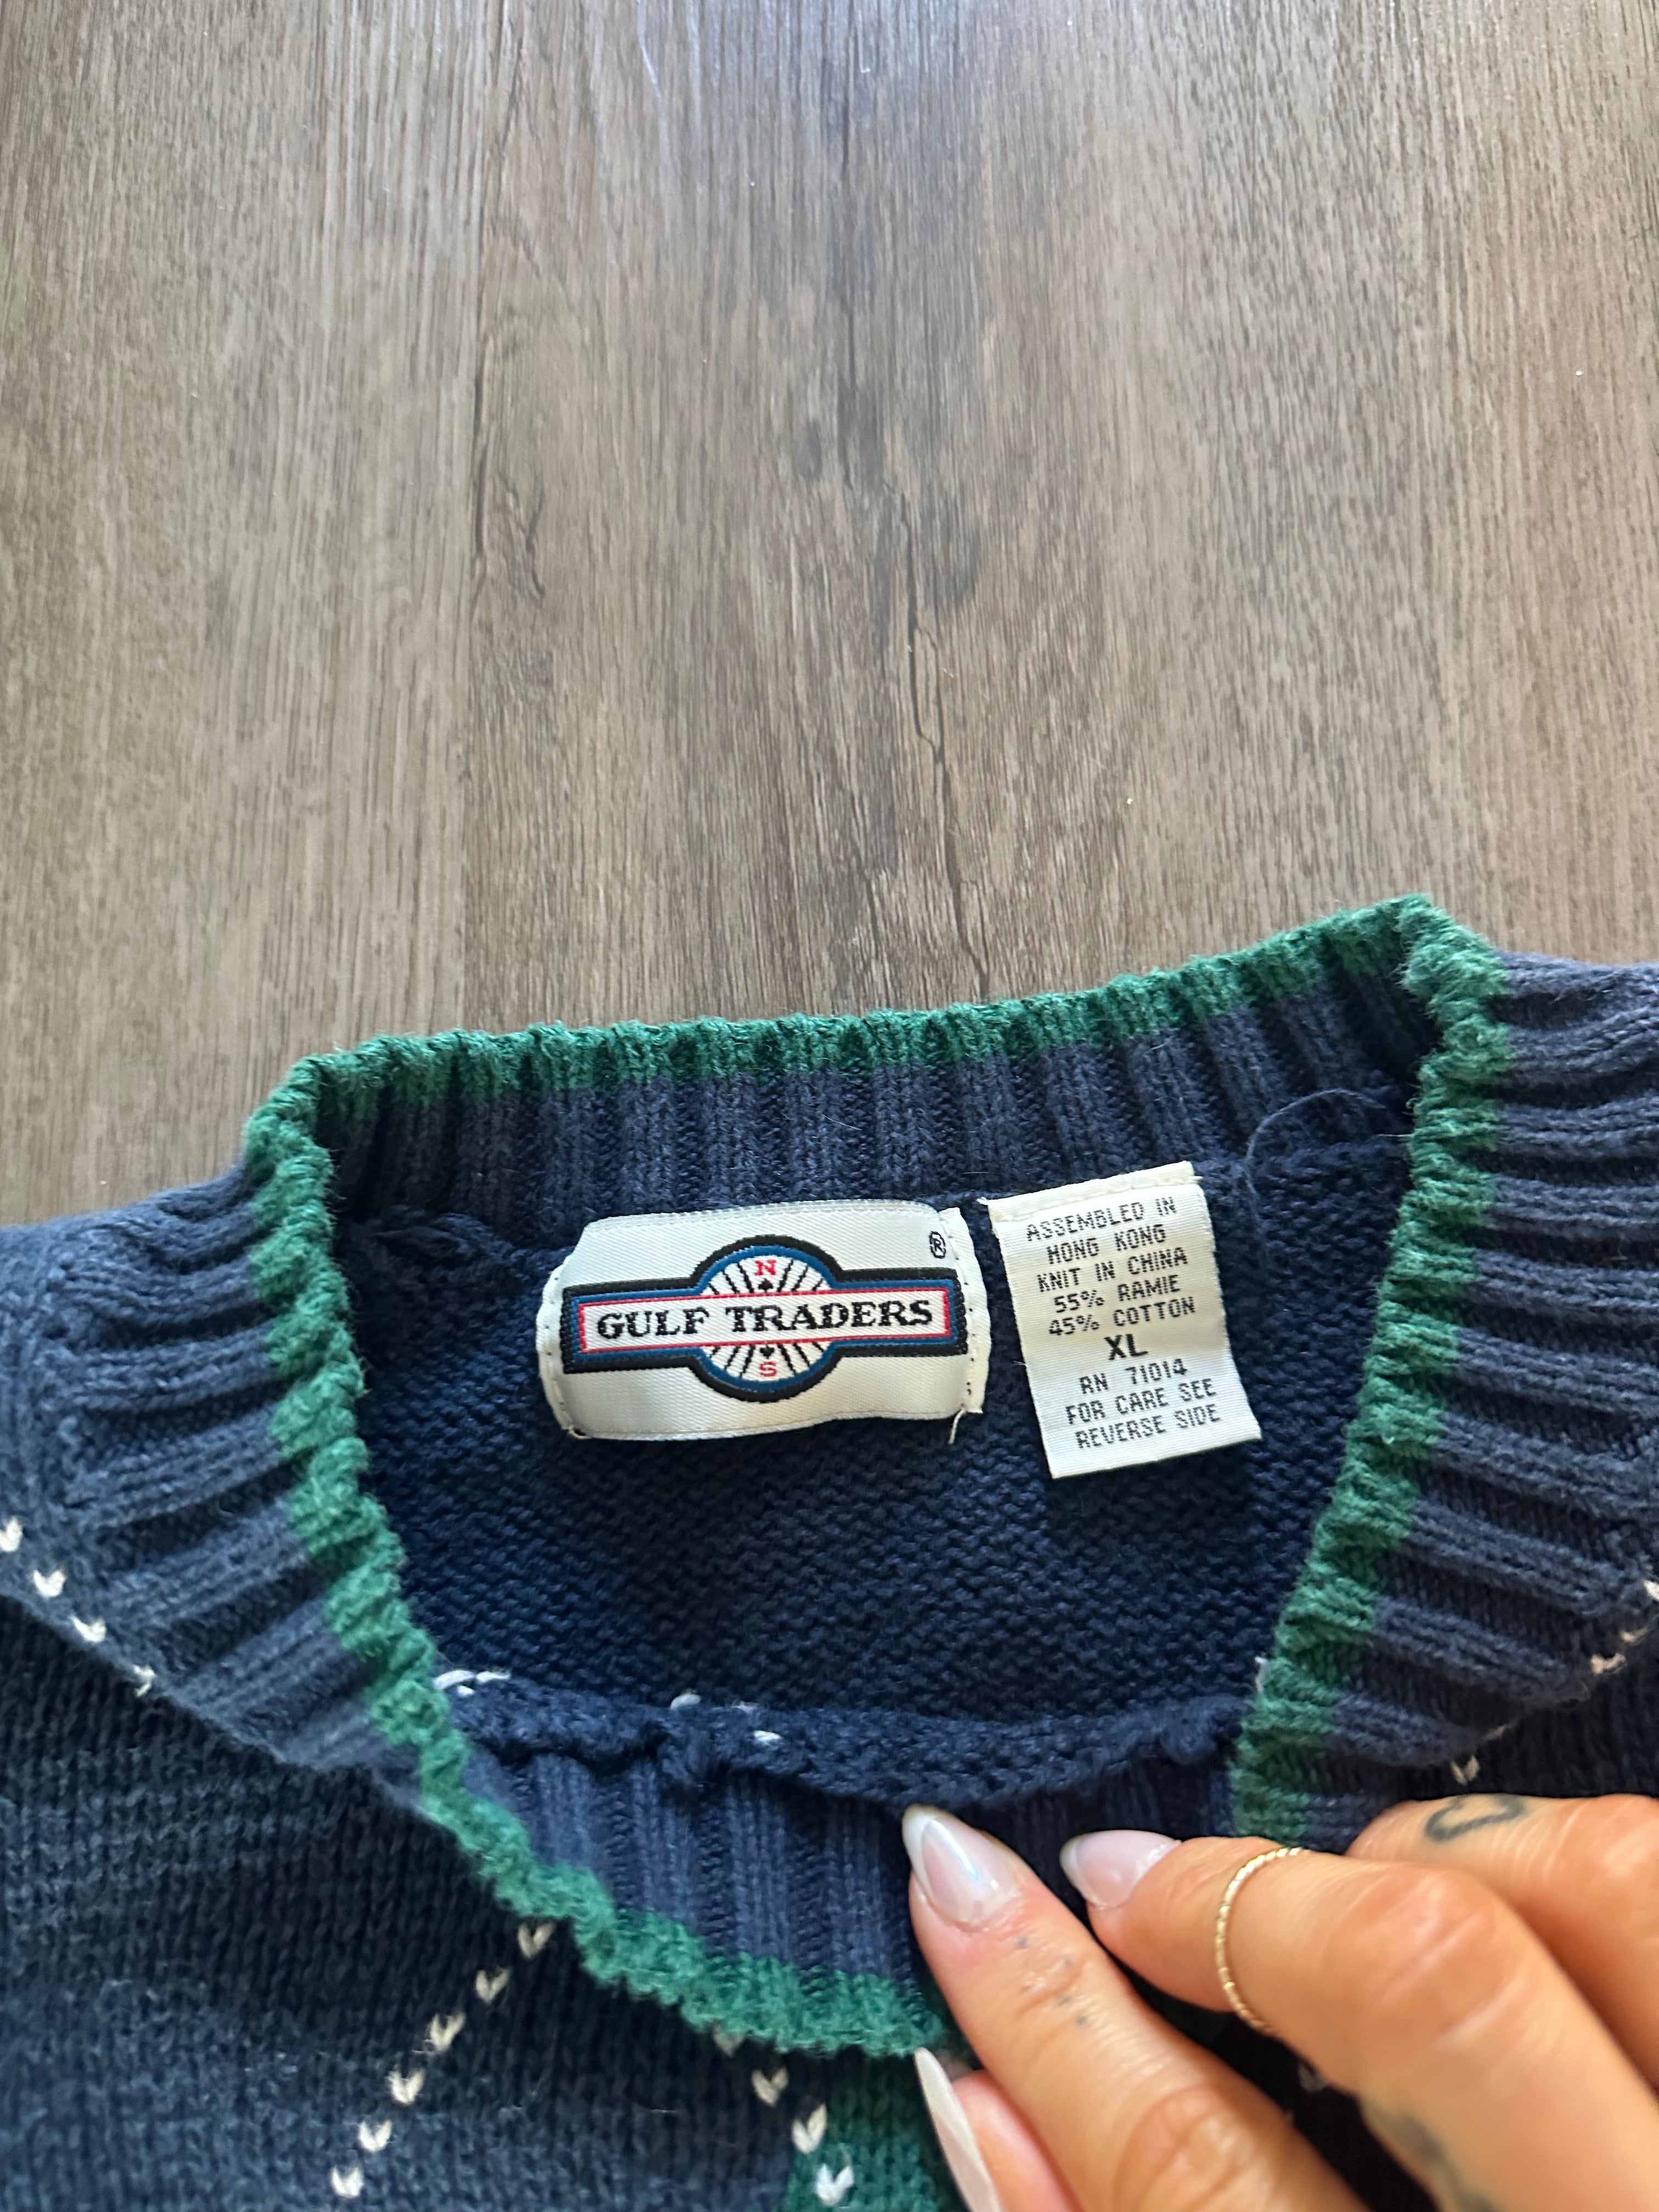 ®
N
GULF TRADERS
S
ASSEMBLED IN
HONG KONG
KNIT IN CHINA
55% RAMIE
45% COTTON
XL
RN 71014
FOR CARE SEE
REVERSE SIDE